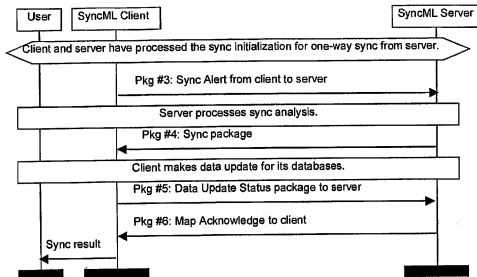 User
SyncML Client
SyncML Server
Client and server have processed the sync initialization for one-way sync from server.
Pkg #3: Sync Alert from client to server
Server processes sync analysis.
Pkg #4: Sync package
Client makes data update for its databases.
Pkg #5: Data Update Status package to server
Pkg #6: Map Acknowledge to client
Sync result